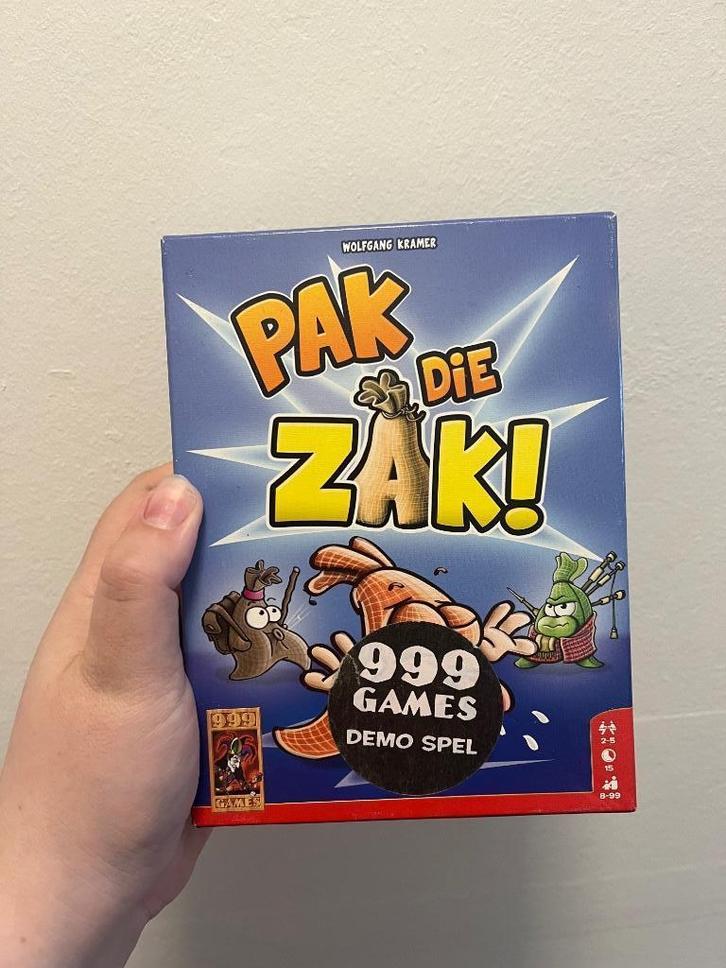 WOLFGANG KRAMER
PAK
DiE
ZAK!
999
GAMES
DEMO SPEL
999
GAMES
2-5
15
8-99